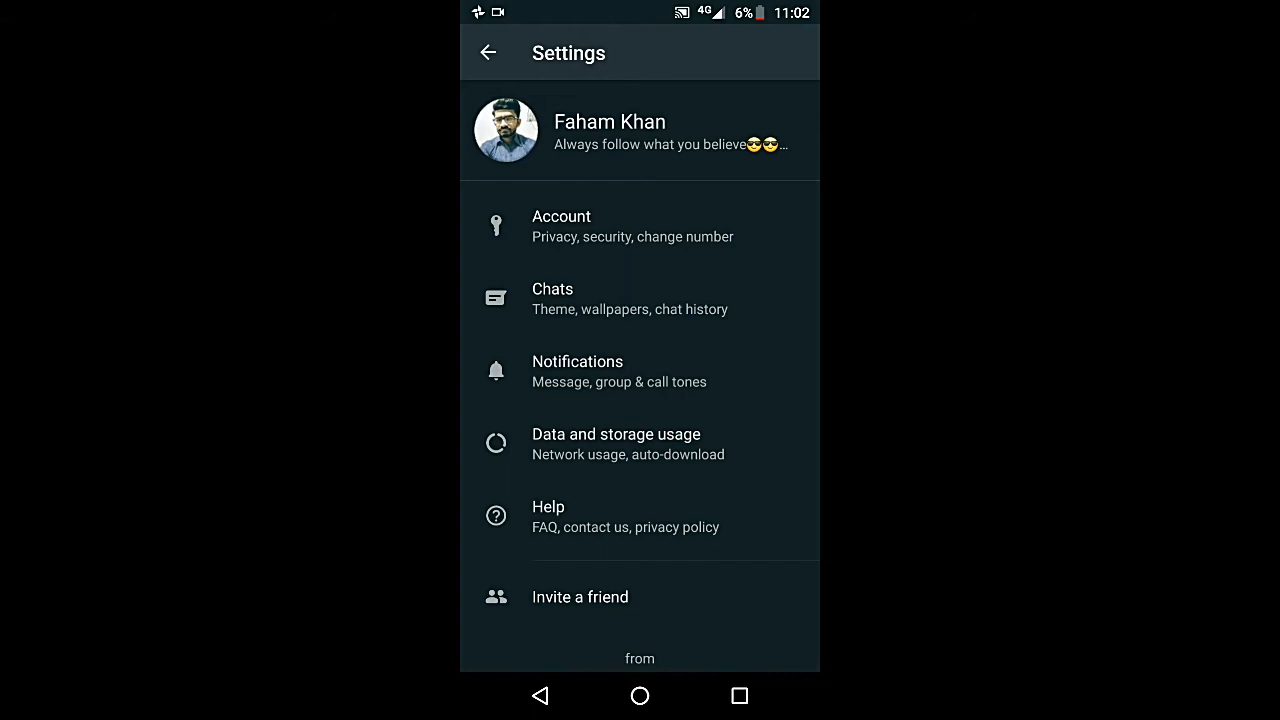 4G 6% 11:02
Settings
Faham Khan
Always follow what you believe😎😎...
Account
Privacy, security, change number
Chats
Theme, wallpapers, chat history
Notifications
Message, group & call tones
Data and storage usage
Network usage, auto-download
Help
FAQ, contact us, privacy policy
Invite a friend
from